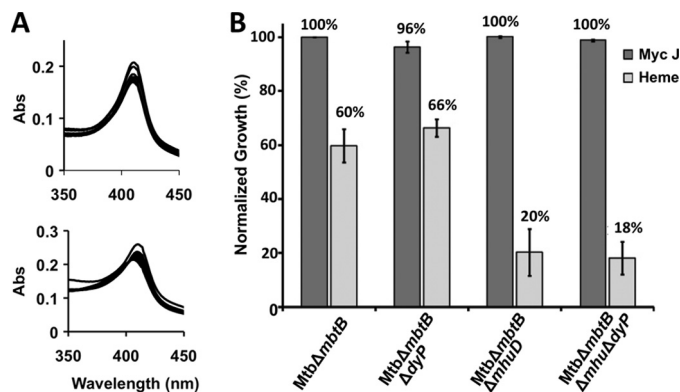 A
Abs
0.2
0.1
0
350 400 450
Abs
0.3
0.2
0.1
0
350 400 450
Wavelength (nm)
B
Normalized Growth (%)
100
80
60
40
20
0
100%
60%
96%
66%
100%
20%
100%
18%
Myc J
Heme
MtbΔmbtB
MtbΔmbtB
ΔdyP
MtbΔmbtB
ΔmhuD
MtbΔmbtB
ΔmhuΔdyP